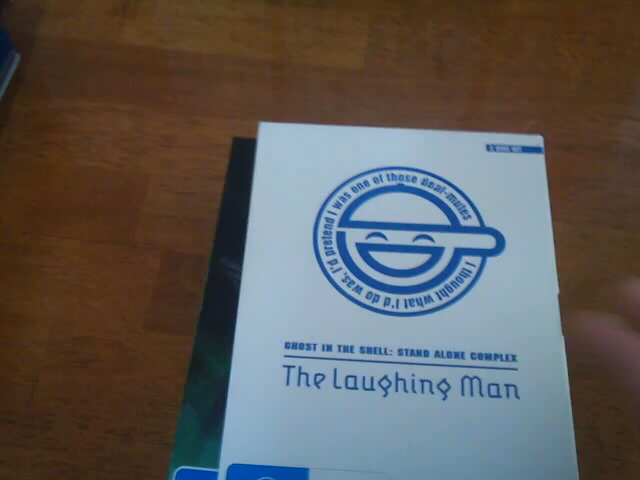 2 DISC SET
I thought what I'd do was, I'd pretend I was one of those deaf-mutes
GHOST IN THE SHELL: STAND ALONE COMPLEX
The Laughing Man